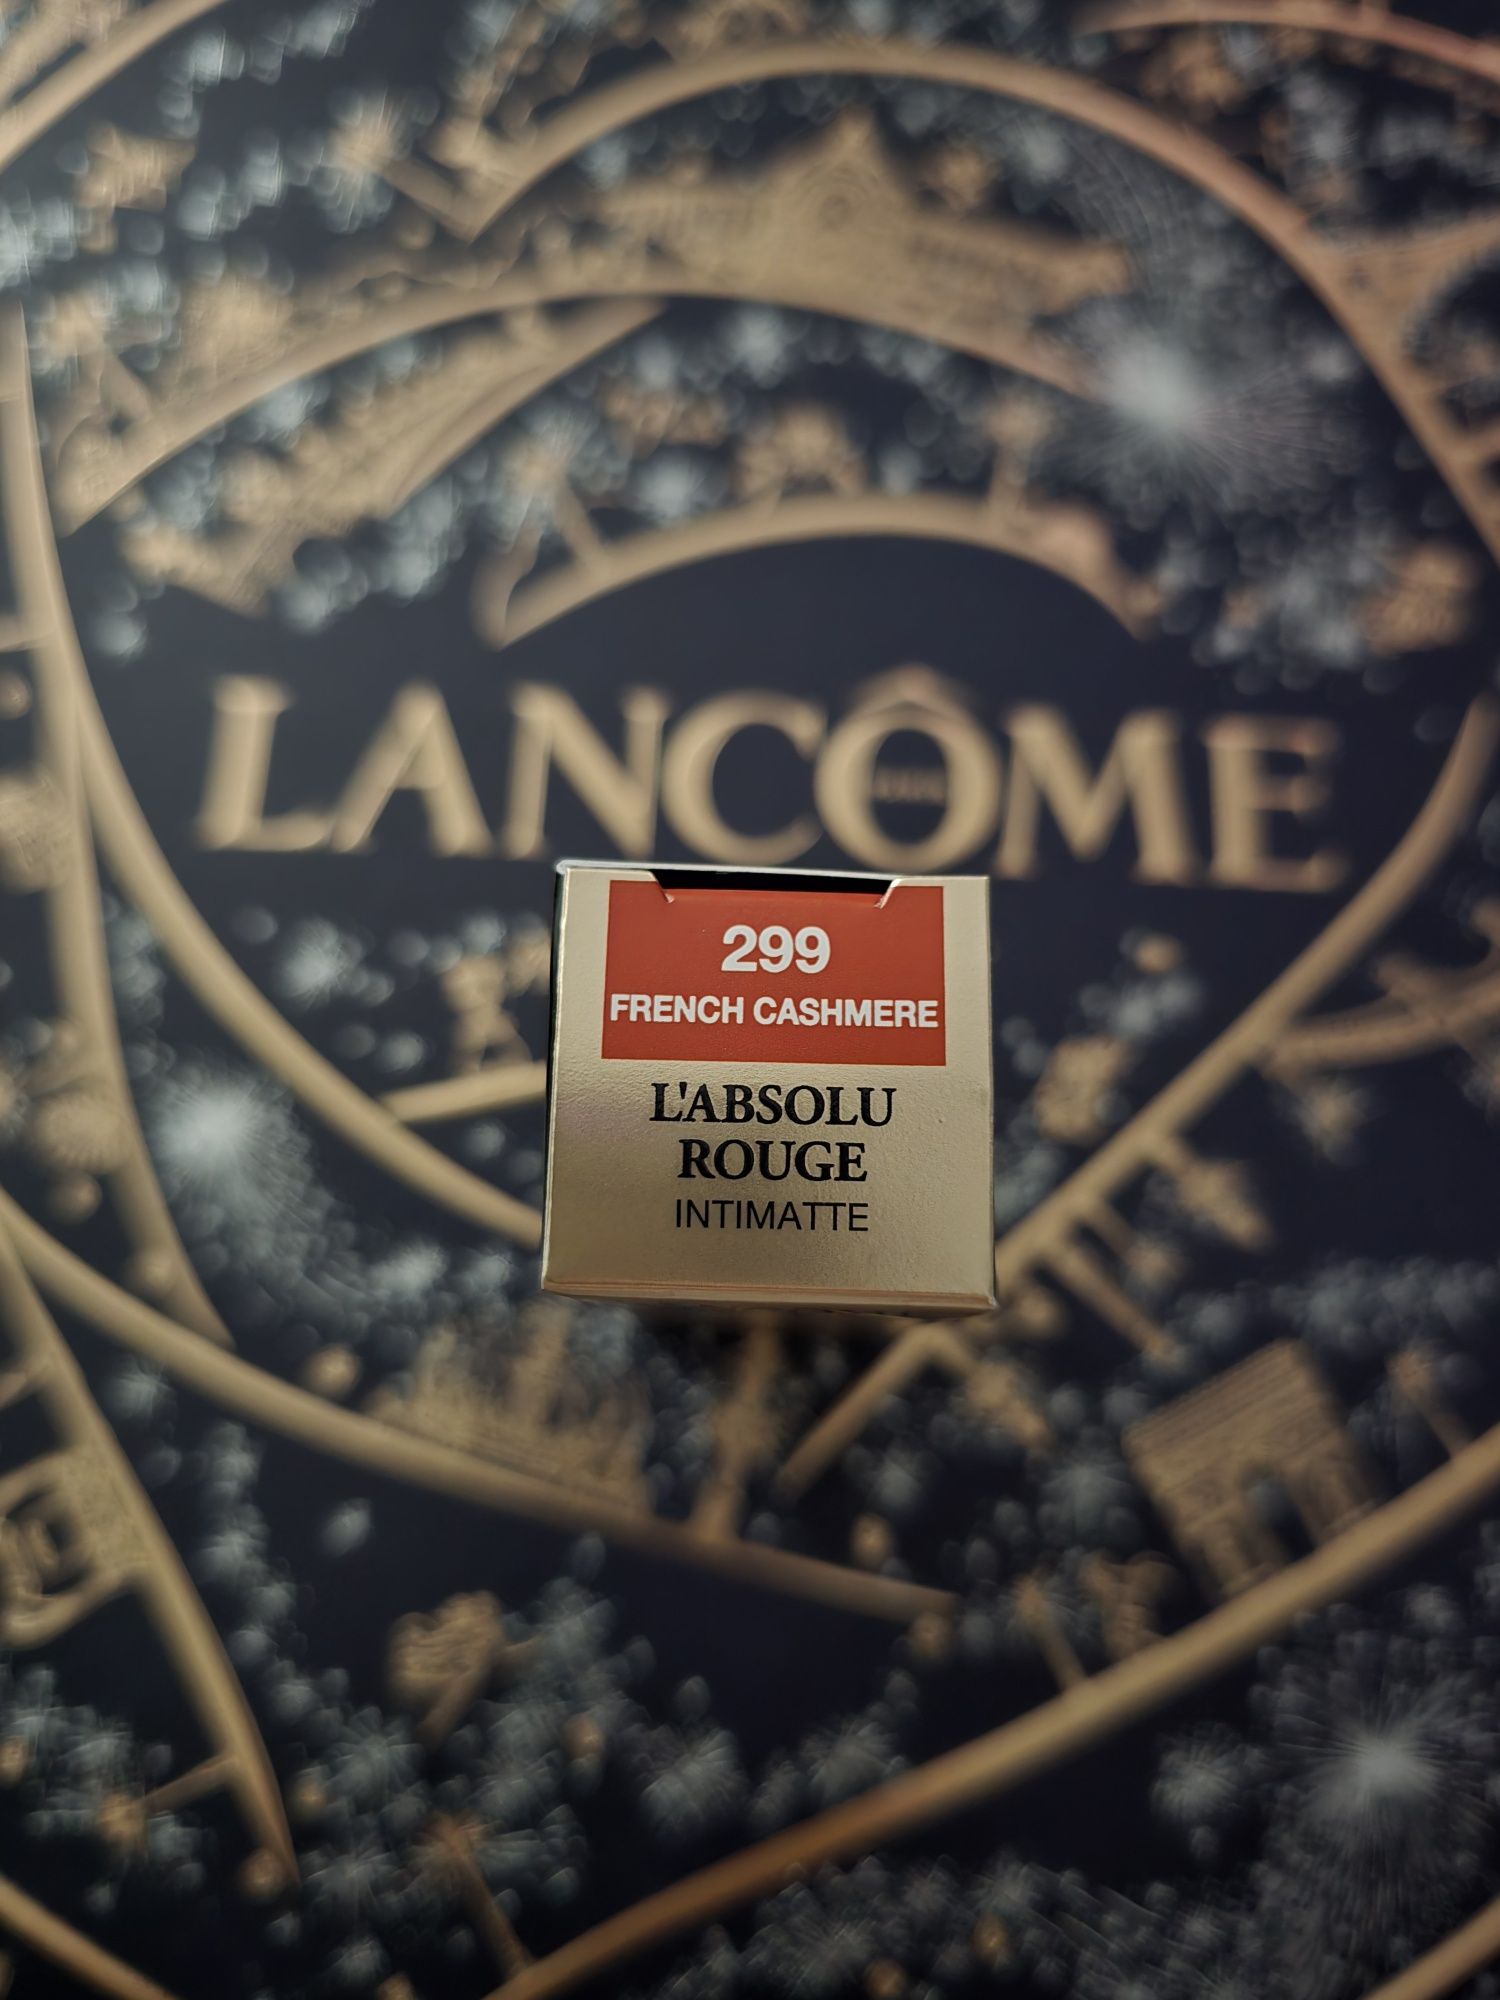 LANCÔME
299
FRENCH CASHMERE
L'ABSOLU
ROUGE
INTIMATTE